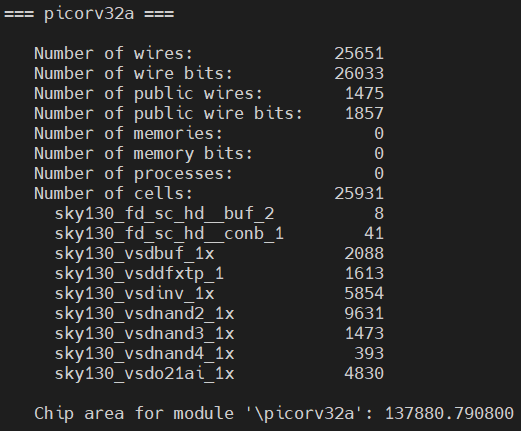 === picorv32a ===
Number of wires: 25651
Number of wire bits: 26033
Number of public wires: 1475
Number of public wire bits: 1857
Number of memories: 0
Number of memory bits: 0
Number of processes: 0
Number of cells: 25931
sky130_fd_sc_hd__buf_2 8
sky130_fd_sc_hd__conb_1 41
sky130_vsdbuf_1x 2088
sky130_vsddfxtp_1 1613
sky130_vsdinv_1x 5854
sky130_vsdnand2_1x 9631
sky130_vsdnand3_1x 1473
sky130_vsdnand4_1x 393
sky130_vsdo21ai_1x 4830
Chip area for module '\picorv32a': 137880.790800